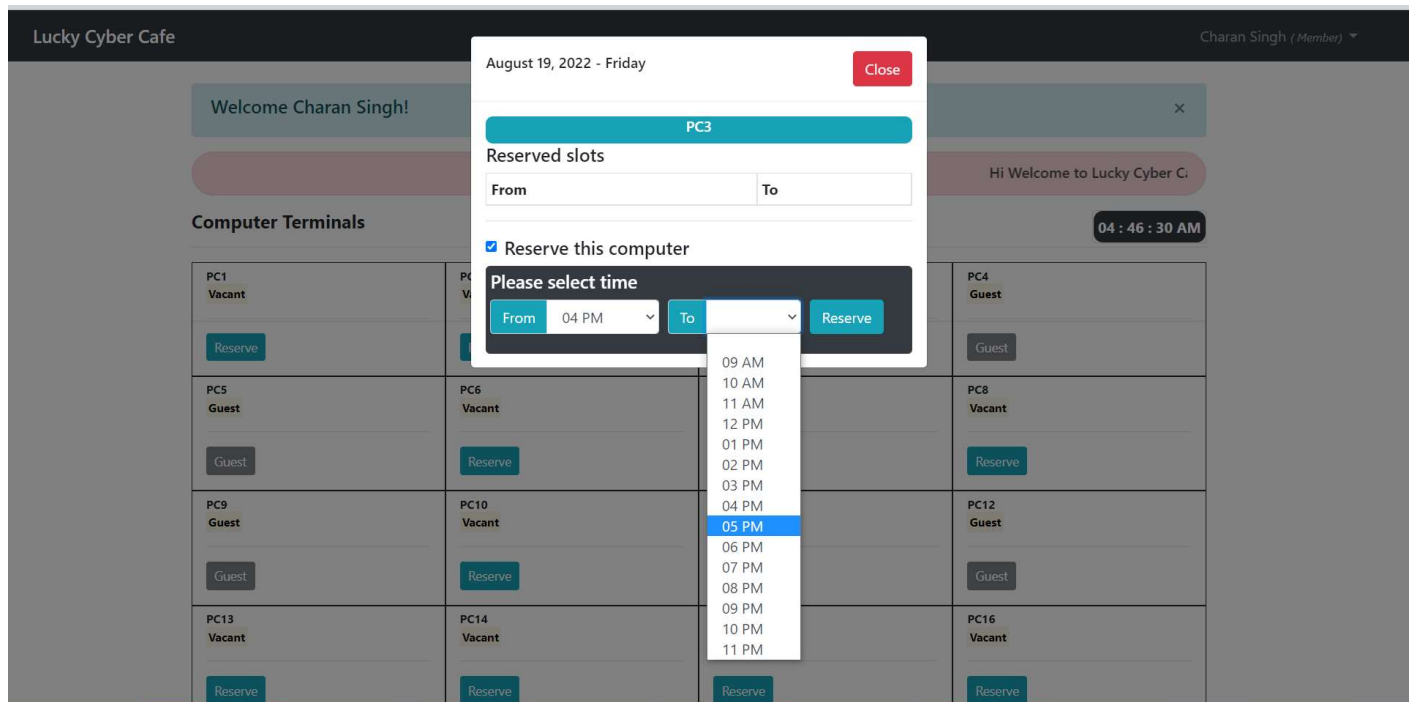 Lucky Cyber Cafe
Charan Singh (Member)
August 19, 2022 - Friday
Close
Welcome Charan Singh!
×
PC3
Hi Welcome to Lucky Cyber
Reserved slots
From To
Computer Terminals
04 : 46 : 30 AM
Reserve this computer
Please select time
From 04 PM To Reserve
09 AM
10 AM
11 AM
12 PM
01 PM
02 PM
03 PM
04 PM
05 PM
06 PM
07 PM
08 PM
09 PM
10 PM
11 PM
PC1
Vacant
Reserve
PC4
Guest
Guest
PC5
Guest
Guest
PC6
Vacant
Reserve
PC8
Vacant
Reserve
PC9
Guest
Guest
PC10
Vacant
Reserve
PC12
Guest
Guest
PC13
Vacant
Reserve
PC14
Vacant
Reserve
Reserve
PC16
Vacant
Reserve